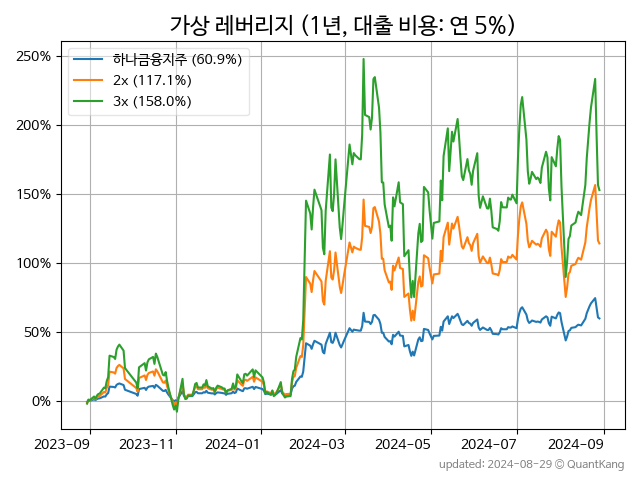 가상 레버리지 (1년, 대출 비용: 연 5%)
하나금융지주 (60.9%)
2x (117.1%)
3x (158.0%)
250%
200%
150%
100%
50%
0%
2023-09 2023-11 2024-01 2024-03 2024-05 2024-07 2024-09
updated: 2024-08-29 © QuantKang